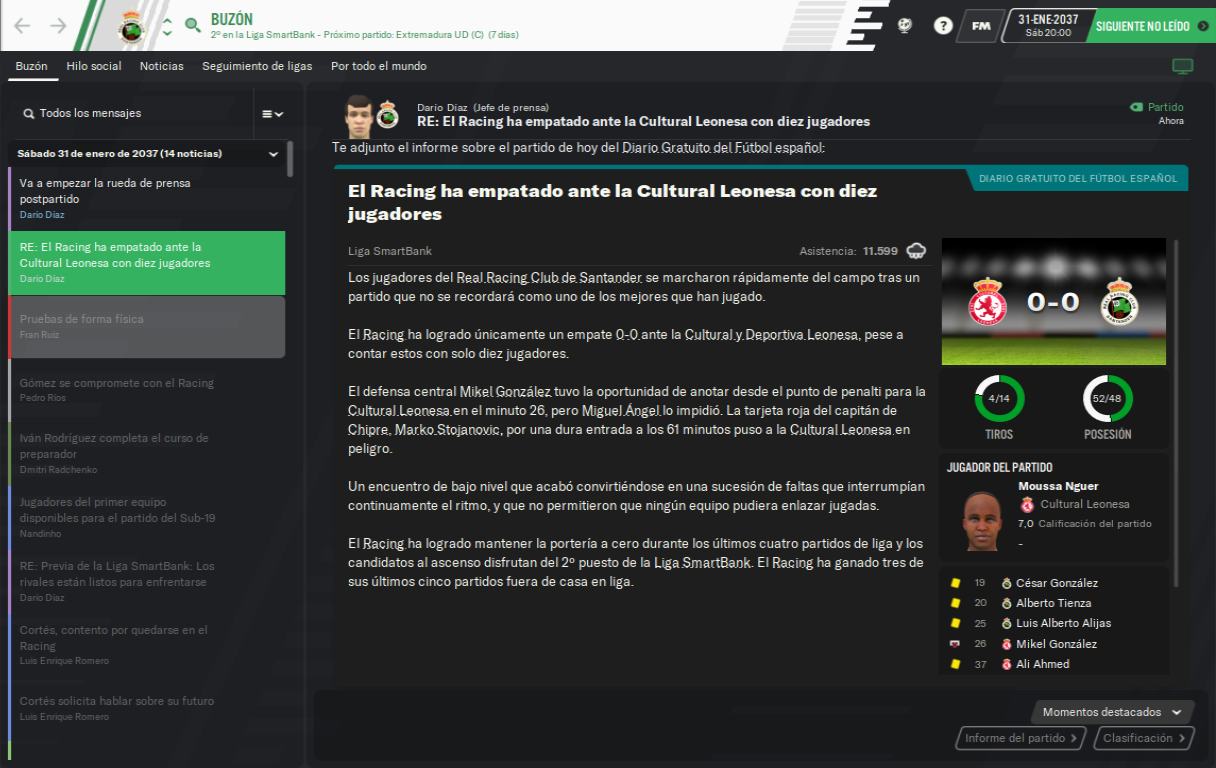 BUZÓN
2º en la Liga SmartBank - Próximo partido: Extremadura UD (C) (7 días)
?
FM
31-ENE-2037
Sáb 20:00
SIGUIENTE NO LEÍDO
Buzón
Hilo social
Noticias
Seguimiento de ligas
Por todo el mundo
Todos los mensajes
Sábado 31 de enero de 2037 (14 noticias)
Va a empezar la rueda de prensa
postpartido
Darío Díaz
RE: El Racing ha empatado ante la
Cultural Leonesa con diez jugadores
Darío Díaz
Pruebas de forma física
Fran Ruiz
Gómez se compromete con el Racing
Pedro Ríos
Iván Rodríguez completa el curso de
preparador
Dmitri Radchenko
Jugadores del primer equipo
disponibles para el partido del Sub-19
Nandinho
RE: Previa de la Liga SmartBank: Los
rivales están listos para enfrentarse
Darío Díaz
Cortés, contento por quedarse en el
Racing
Luis Enrique Romero
Cortés solicita hablar sobre su futuro
Luis Enrique Romero
Darío Díaz (Jefe de prensa)
RE: El Racing ha empatado ante la Cultural Leonesa con diez jugadores
Partido
Ahora
Te adjunto el informe sobre el partido de hoy del Diario Gratuito del Fútbol español:
DIARIO GRATUITO DEL FÚTBOL ESPAÑOL
El Racing ha empatado ante la Cultural Leonesa con diez
jugadores
Liga SmartBank
Asistencia: 11.599
Los jugadores del Real Racing Club de Santander se marcharon rápidamente del campo tras un
partido que no se recordará como uno de los mejores que han jugado.
El Racing ha logrado únicamente un empate 0-0 ante la Cultural y Deportiva Leonesa, pese a
contar estos con solo diez jugadores.
El defensa central Mikel González tuvo la oportunidad de anotar desde el punto de penalti para la
Cultural Leonesa en el minuto 26, pero Miguel Ángel lo impidió. La tarjeta roja del capitán de
Chipre, Marko Stojanovic, por una dura entrada a los 61 minutos puso a la Cultural Leonesa en
peligro.
Un encuentro de bajo nivel que acabó convirtiéndose en una sucesión de faltas que interrumpían
continuamente el ritmo, y que no permitieron que ningún equipo pudiera enlazar jugadas.
El Racing ha logrado mantener la portería a cero durante los últimos cuatro partidos de liga y los
candidatos al ascenso disfrutan del 2º puesto de la Liga SmartBank. El Racing ha ganado tres de
sus últimos cinco partidos fuera de casa en liga.
0-0
4/14
52/48
TIROS
POSESIÓN
JUGADOR DEL PARTIDO
Moussa Nguer
Cultural Leonesa
7,0 Calificación del partido
-
19 César González
20 Alberto Tienza
25 Luis Alberto Alijas
26 Mikel González
37 Ali Ahmed
Momentos destacados
Informe del partido
Clasificación